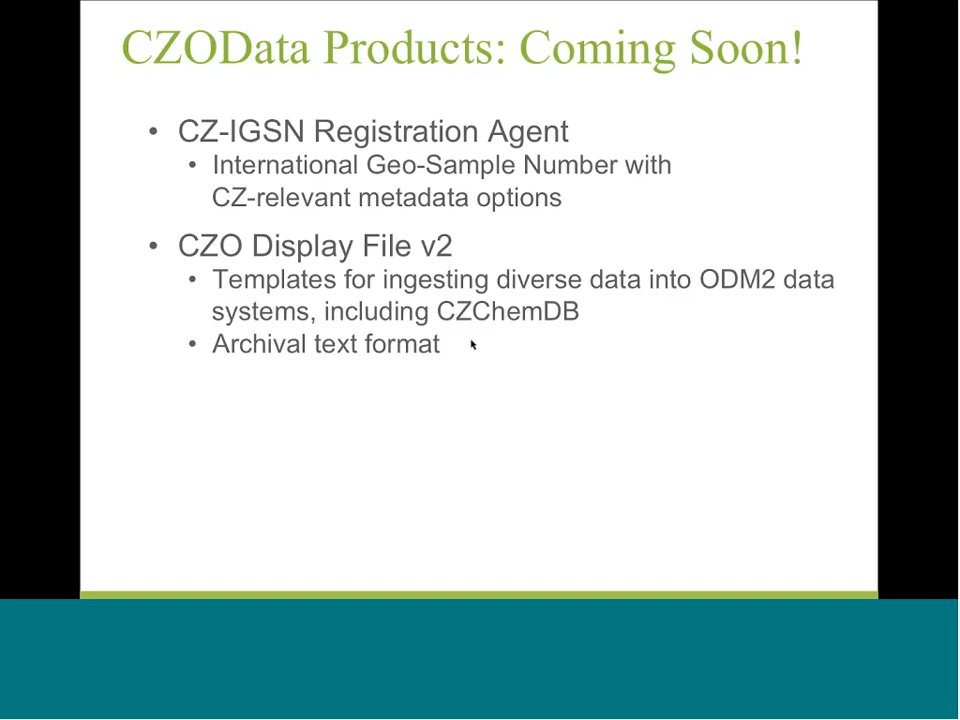 CZOData Products: Coming Soon!
• CZ-IGSN Registration Agent
• International Geo-Sample Number with
CZ-relevant metadata options
• CZO Display File v2
• Templates for ingesting diverse data into ODM2 data
systems, including CZChemDB
• Archival text format